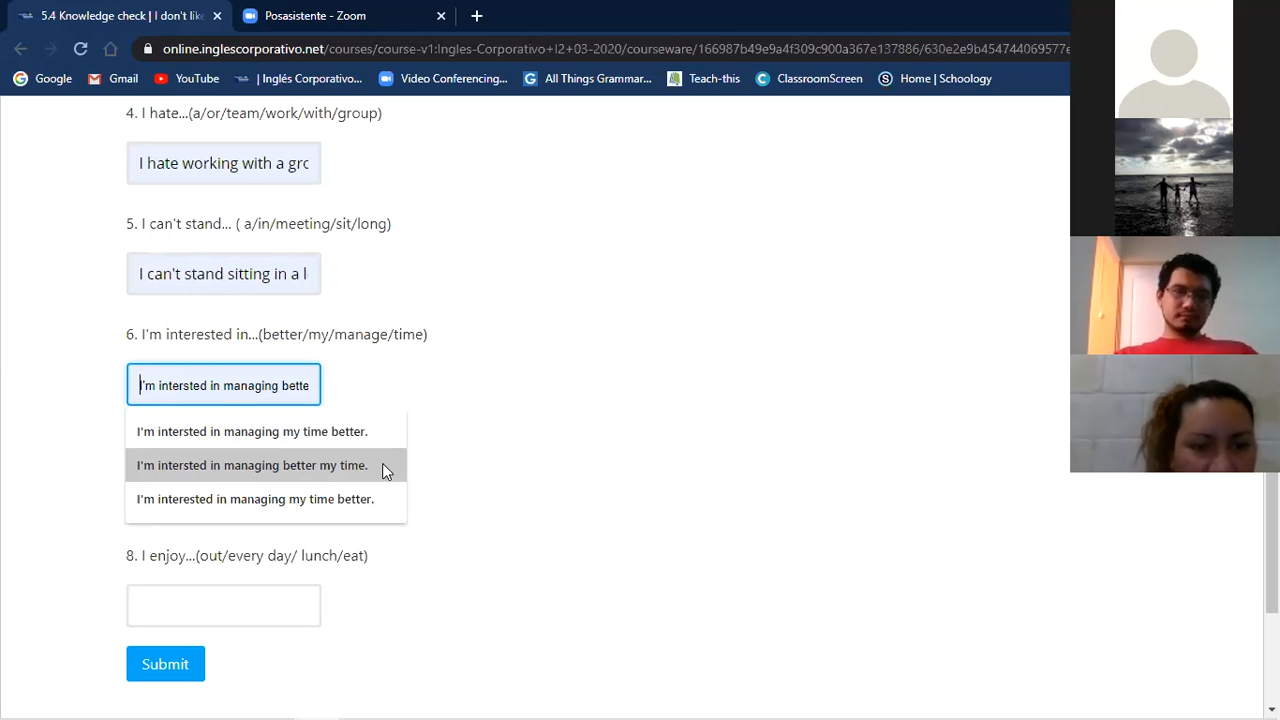 5.4 Knowledge check | I don't like
Posasistente - Zoom
online.inglescorporativo.net/courses/course-v1:Ingles-Corporativo+I2+03-2020/courseware/166987b49e9a4f309c900a367e137886/630e2e9b454744069577e
Google Gmail YouTube | Inglés Corporativo... Video Conferencing... All Things Grammar... Teach-this ClassroomScreen Home | Schoology
4. I hate...(a/or/team/work/with/group)
I hate working with a gro
5. I can't stand... ( a/in/meeting/sit/long)
I can't stand sitting in a l
6. I'm interested in...(better/my/manage/time)
I'm intersted in managing bette
I'm intersted in managing my time better.
I'm intersted in managing better my time.
I'm interested in managing my time better.
8. I enjoy...(out/every day/ lunch/eat)
Submit